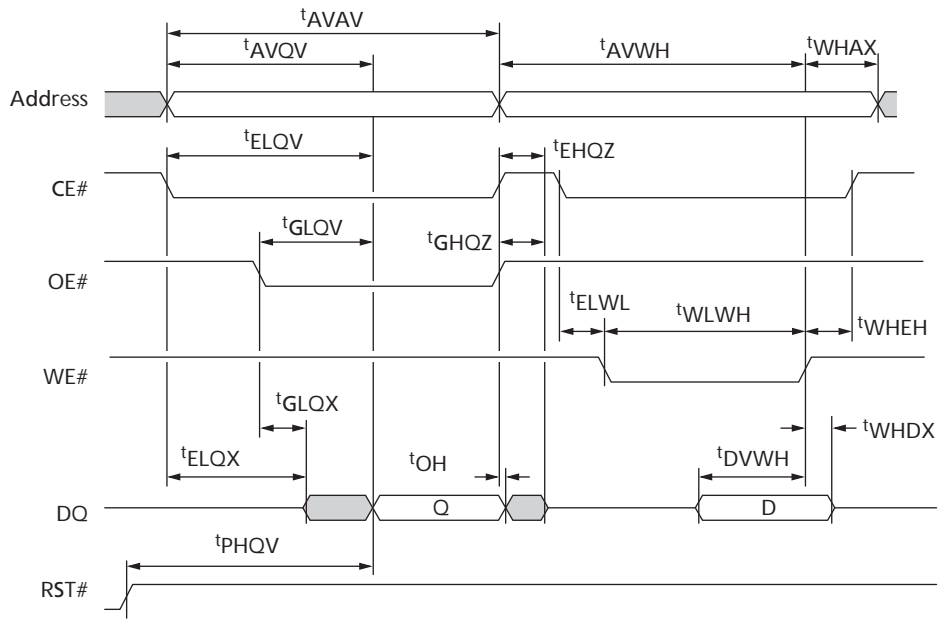 tAVAV
tAVQV
tAVWH
tWHAX
Address
tELQV
tEHQZ
CE#
tGLQV
tGHQZ
OE#
tELWL
tWLWH
tWHEH
WE#
tGLQX
tWHDX
tELQX
tOH
tDVWH
DQ
Q
D
tPHQV
RST#